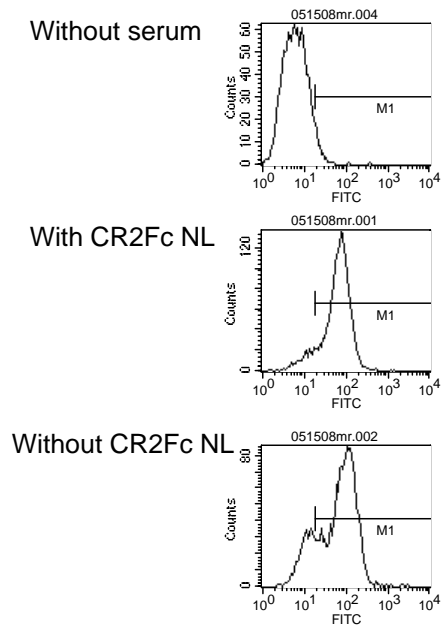 Without serum
051508mr.004
Counts
60
50
40
30
20
10
0
M1
10^0 10^1 10^2 10^3 10^4
FITC
With CR2Fc NL
051508mr.001
Counts
120
0
M1
10^0 10^1 10^2 10^3 10^4
FITC
Without CR2Fc NL
051508mr.002
Counts
80
0
M1
10^0 10^1 10^2 10^3 10^4
FITC